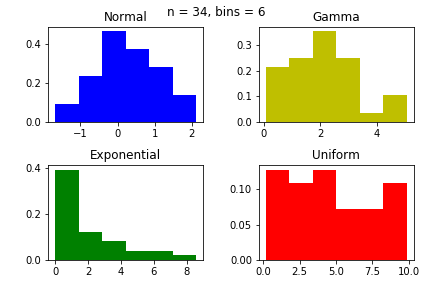 n = 34, bins = 6
Normal
Gamma
0.4
0.2
0.0
−1 0 1 2
0.3
0.2
0.1
0.0
0 2 4
Exponential
Uniform
0.4
0.2
0.0
0 2 4 6 8
0.10
0.05
0.00
0.0 2.5 5.0 7.5 10.0